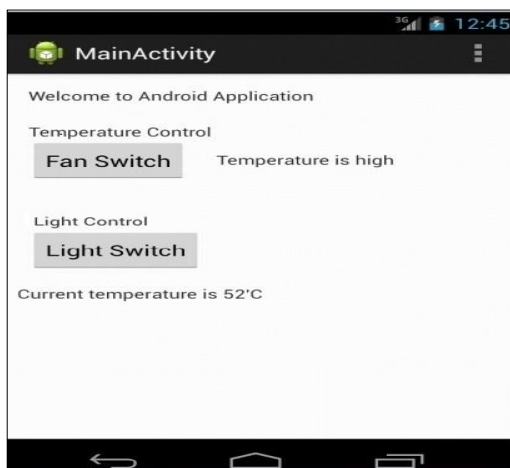 3G 12:45
MainActivity
Welcome to Android Application
Temperature Control
Fan Switch Temperature is high
Light Control
Light Switch
Current temperature is 52'C